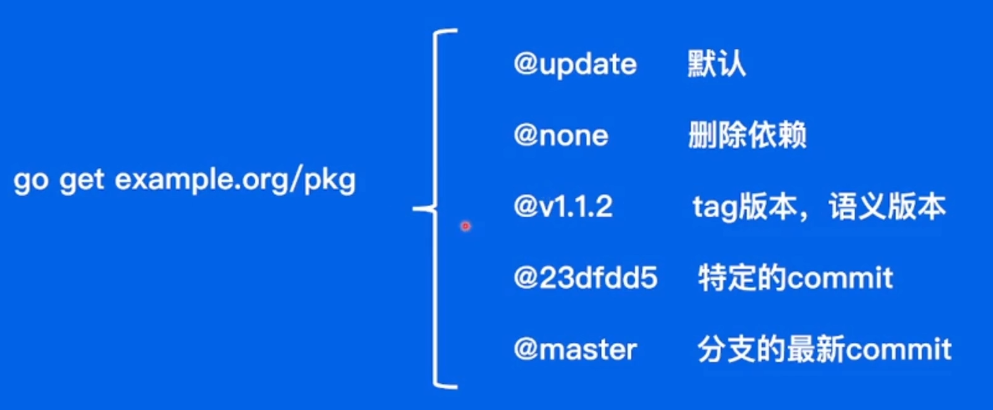 go get example.org/pkg
@update 默认
@none 删除依赖
@v1.1.2 tag版本，语义版本
@23dfdd5 特定的commit
@master 分支的最新commit